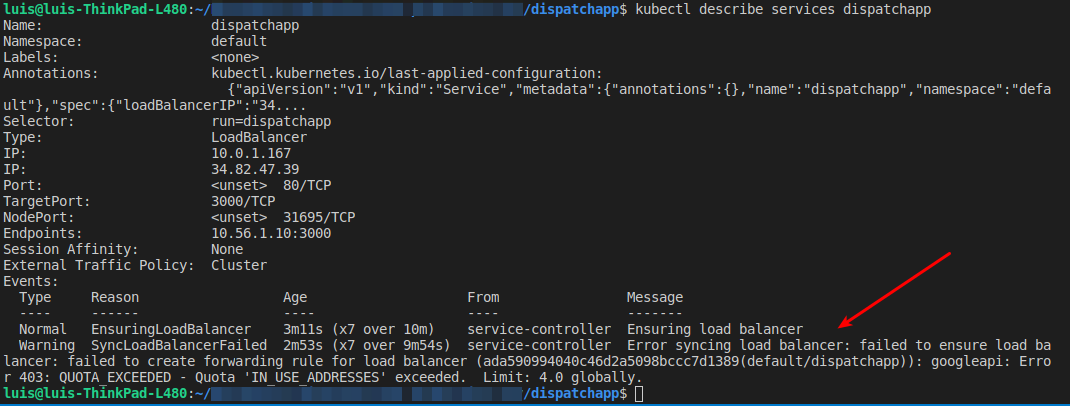 luis@luis-ThinkPad-L480:~/ /dispatchapp$ kubectl describe services dispatchapp
Name: dispatchapp
Namespace: default
Labels: <none>
Annotations: kubectl.kubernetes.io/last-applied-configuration:
{"apiVersion":"v1","kind":"Service","metadata":{"annotations":{},"name":"dispatchapp","namespace":"defa
ult"},"spec":{"loadBalancerIP":"34....
Selector: run=dispatchapp
Type: LoadBalancer
IP: 10.0.1.167
IP: 34.82.47.39
Port: <unset> 80/TCP
TargetPort: 3000/TCP
NodePort: <unset> 31695/TCP
Endpoints: 10.56.1.10:3000
Session Affinity: None
External Traffic Policy: Cluster
Events:
Type Reason Age From Message
---- ------ ---- ---- -------
Normal EnsuringLoadBalancer 3m11s (x7 over 10m) service-controller Ensuring load balancer
Warning SyncLoadBalancerFailed 2m53s (x7 over 9m54s) service-controller Error syncing load balancer: failed to ensure load ba
lancer: failed to create forwarding rule for load balancer (ada590994040c46d2a5098bccc7d1389(default/dispatchapp)): googleapi: Erro
r 403: QUOTA_EXCEEDED - Quota 'IN_USE_ADDRESSES' exceeded. Limit: 4.0 globally.
luis@luis-ThinkPad-L480:~/ /dispatchapp$